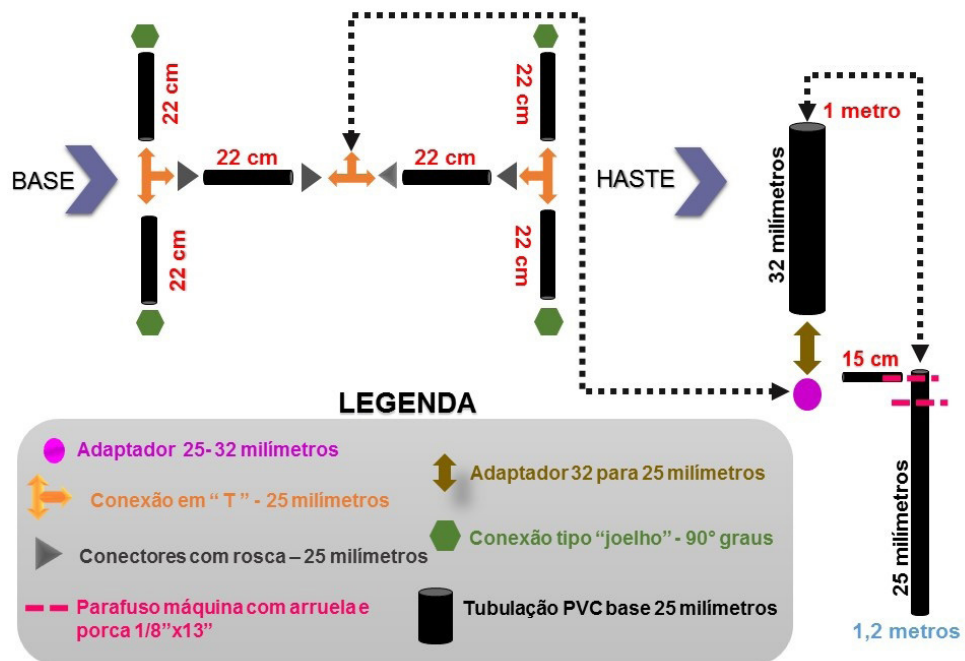 BASE
22 cm
22 cm
22 cm
22 cm
22 cm
22 cm
HASTE
1 metro
32 milímetros
15 cm
25 milímetros
1,2 metros
LEGENDA
Adaptador 25- 32 milímetros
Conexão em “ T ” - 25 milímetros
Conectores com rosca – 25 milímetros
Parafuso máquina com arruela e
porca 1/8”x13”
Adaptador 32 para 25 milímetros
Conexão tipo “joelho” - 90° graus
Tubulação PVC base 25 milímetros